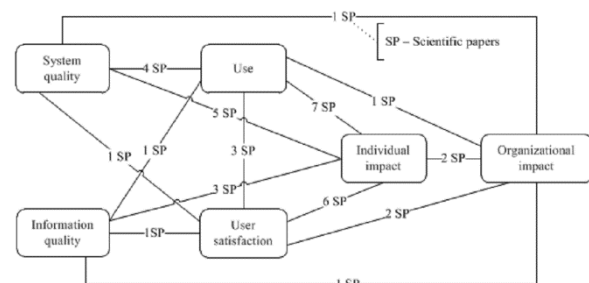 1 SP
SP – Scientific papers
System
quality
4 SP
Use
7 SP
1 SP
5 SP
1 SP
1 SP
3 SP
Individual
impact
2 SP
Organizational
impact
3 SP
6 SP
Information
quality
1SP
User
satisfaction
2 SP
1 SP